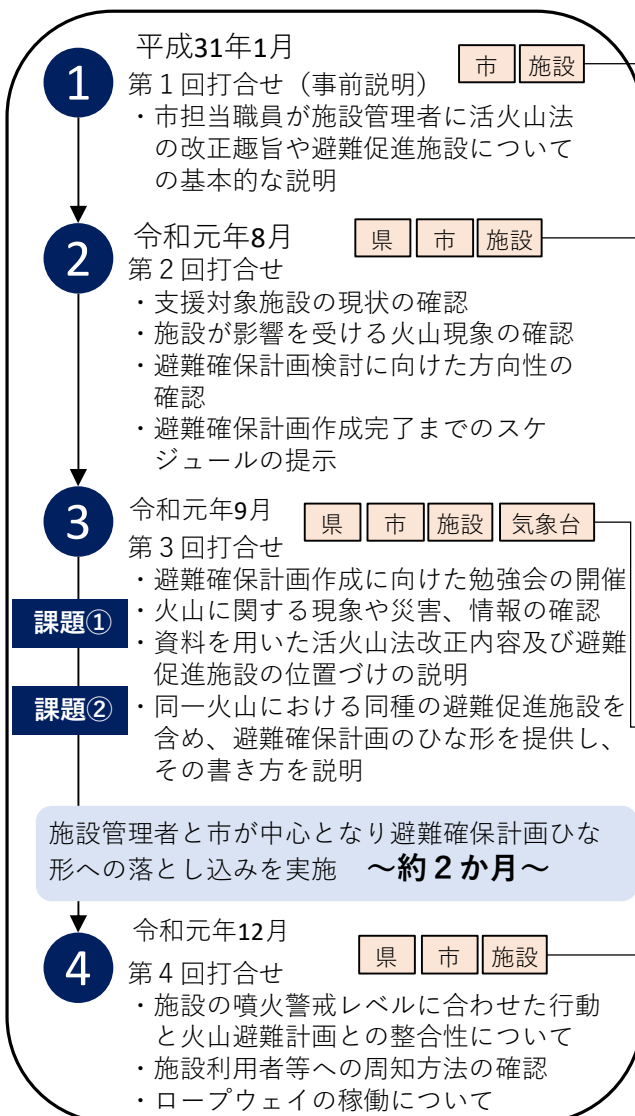 1
平成31年1月
市 施設
第1回打合せ（事前説明）
・市担当職員が施設管理者に活火山法
の改正趣旨や避難促進施設について
の基本的な説明
2
令和元年8月
県 市 施設
第2回打合せ
・支援対象施設の現状の確認
・施設が影響を受ける火山現象の確認
・避難確保計画検討に向けた方向性の
確認
・避難確保計画作成完了までのスケ
ジュールの提示
3
令和元年9月
県 市 施設 気象台
第3回打合せ
・避難確保計画作成に向けた勉強会の開催
課題①
・火山に関する現象や災害、情報の確認
・資料を用いた活火山法改正内容及び避難
促進施設の位置づけの説明
課題②
・同一火山における同種の避難促進施設を
含め、避難確保計画のひな形を提供し、
その書き方を説明
施設管理者と市が中心となり避難確保計画ひな
形への落とし込みを実施　～約２か月～
4
令和元年12月
県 市 施設
第4回打合せ
・施設の噴火警戒レベルに合わせた行動
と火山避難計画との整合性について
・施設利用者等への周知方法の確認
・ロープウェイの稼働について